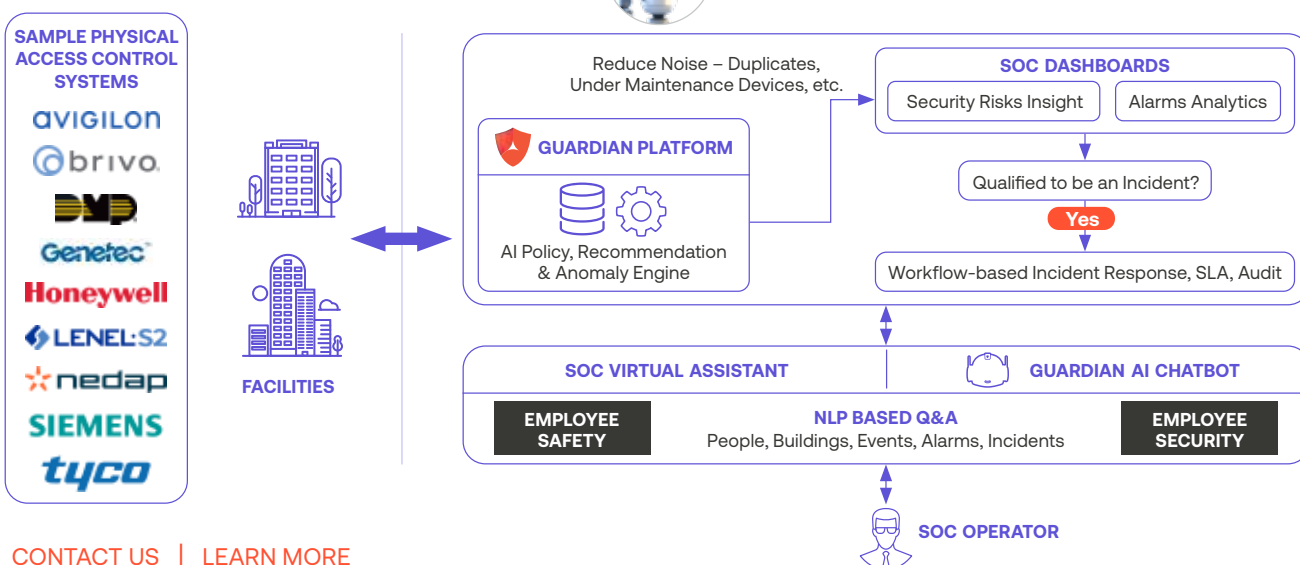 SAMPLE PHYSICAL
ACCESS CONTROL
SYSTEMS
AVIGILON
brivo.
DMP
Genetec™
Honeywell
LENEL·S2
nedap
SIEMENS
tyco
FACILITIES
Reduce Noise – Duplicates,
Under Maintenance Devices, etc.
GUARDIAN PLATFORM
AI Policy, Recommendation
& Anomaly Engine
SOC DASHBOARDS
Security Risks Insight
Alarms Analytics
Qualified to be an Incident?
Yes
Workflow-based Incident Response, SLA, Audit
SOC VIRTUAL ASSISTANT
GUARDIAN AI CHATBOT
EMPLOYEE
SAFETY
NLP BASED Q&A
People, Buildings, Events, Alarms, Incidents
EMPLOYEE
SECURITY
SOC OPERATOR
CONTACT US | LEARN MORE